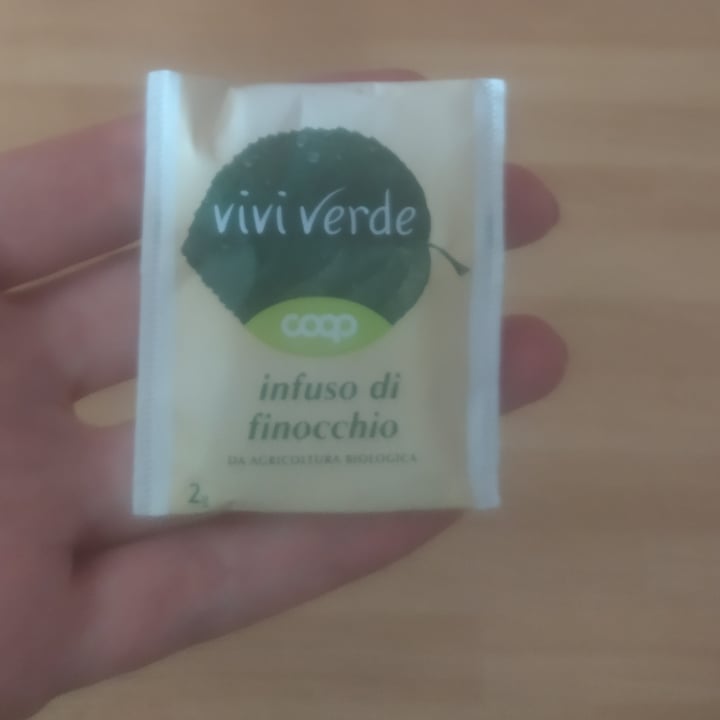 vivi verde
coop
infuso di
finocchio
DA AGRICOLTURA BIOLOGICA
2g